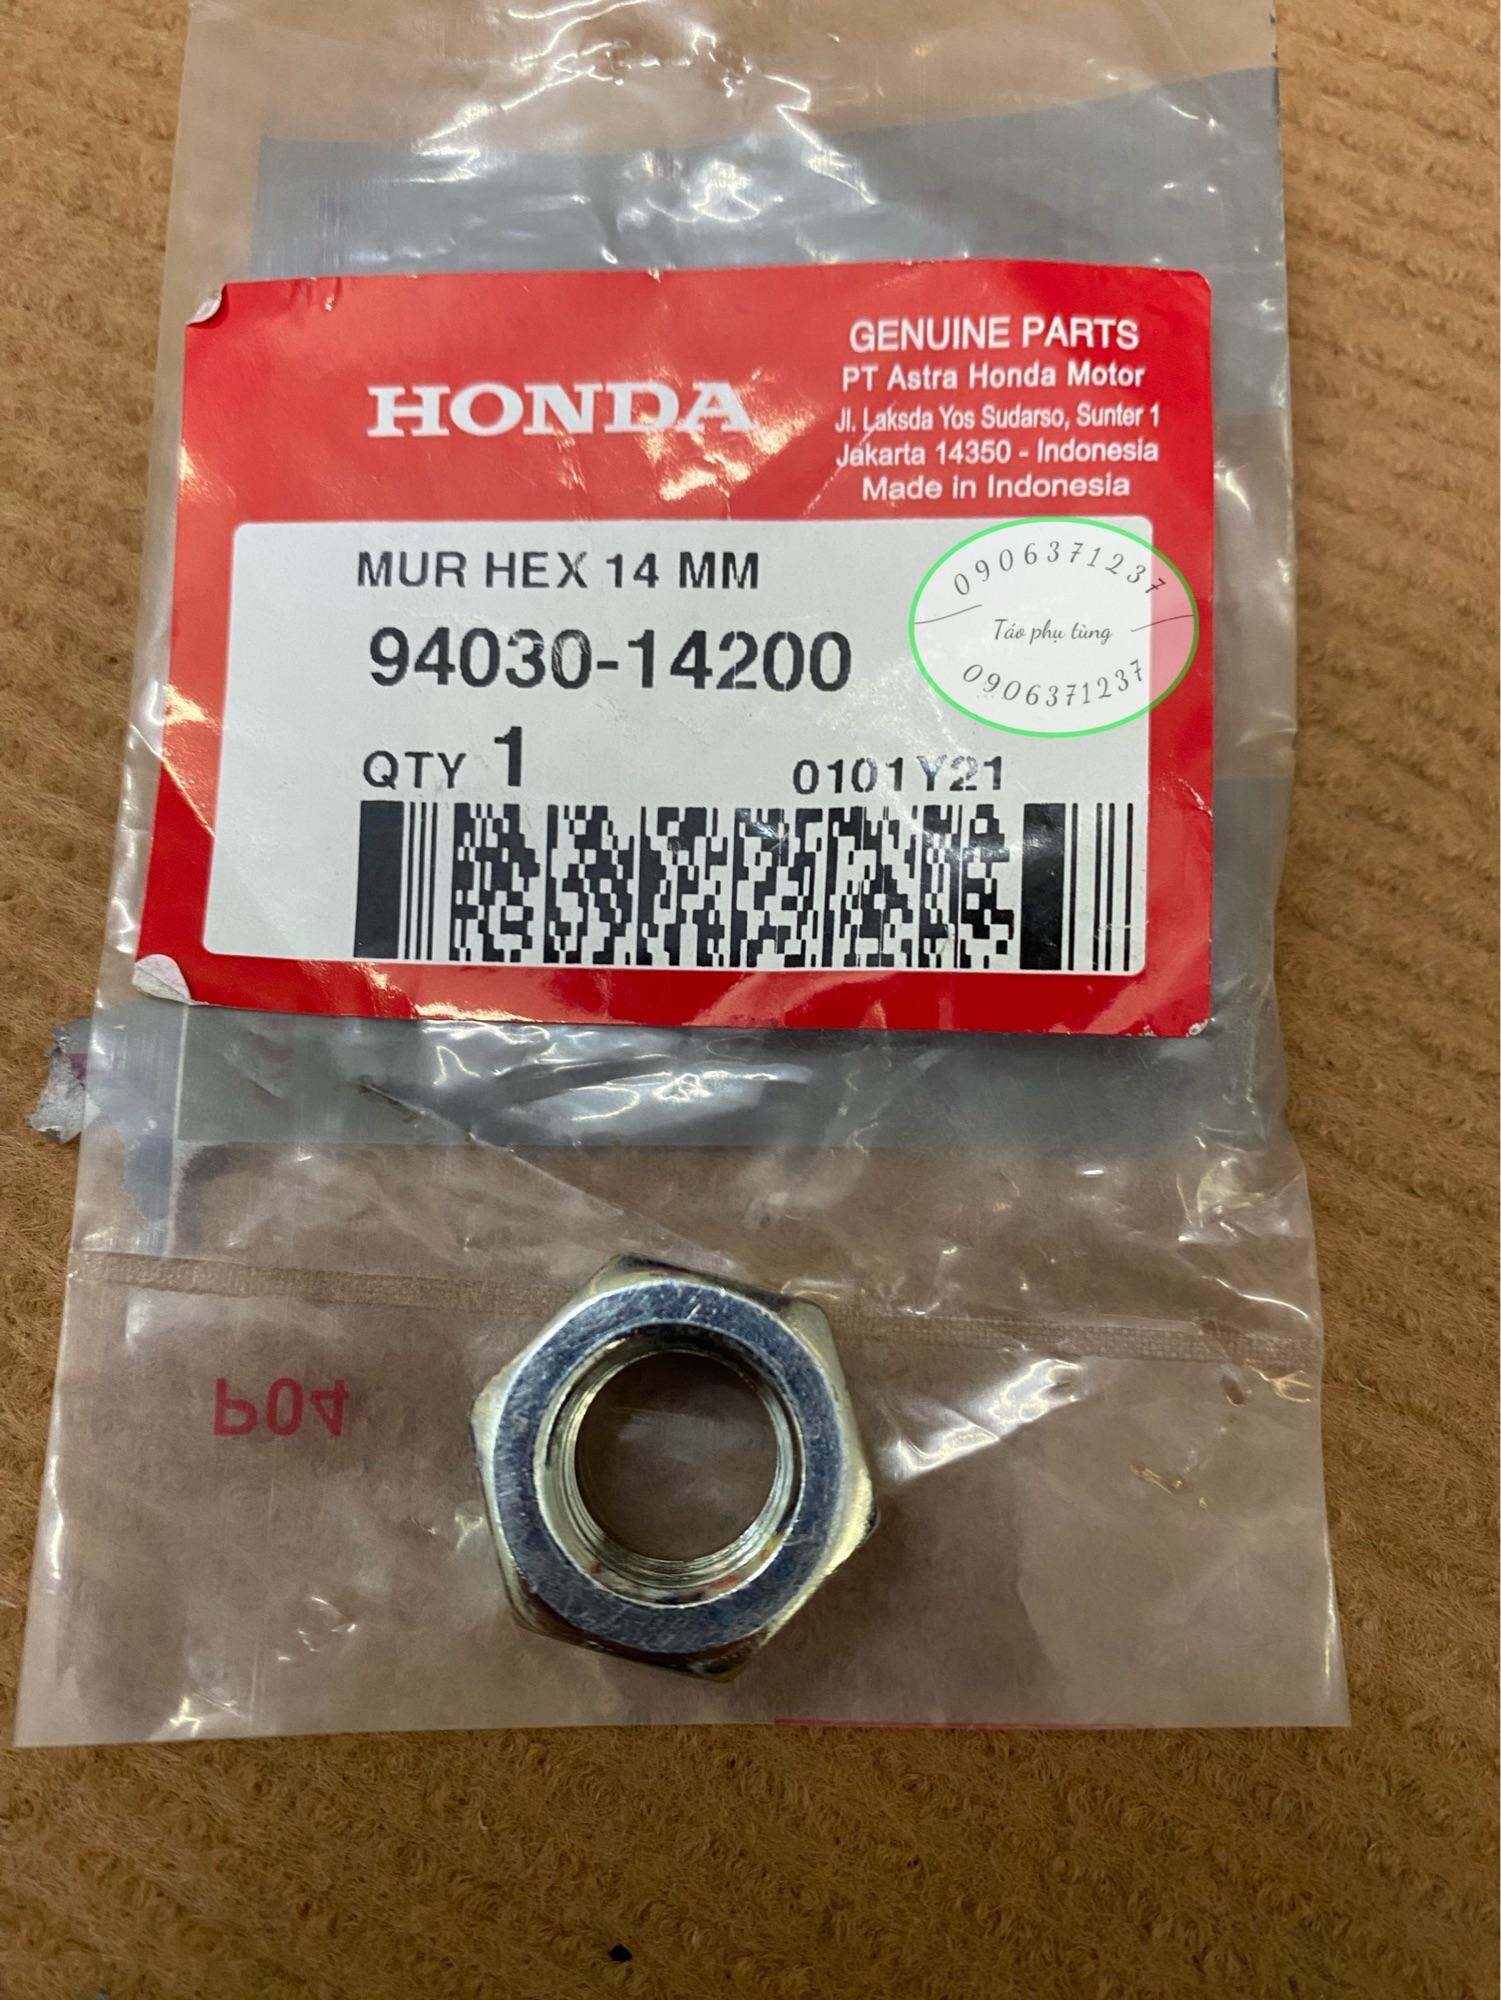 HONDA
GENUINE PARTS
PT Astra Honda Motor
Jl. Laksda Yos Sudarso, Sunter 1
Jakarta 14350 - Indonesia
Made in Indonesia
MUR HEX 14 MM
94030-14200
QTY 1
0101Y21
0906371237
Táo phụ tùng
0906371237
P04